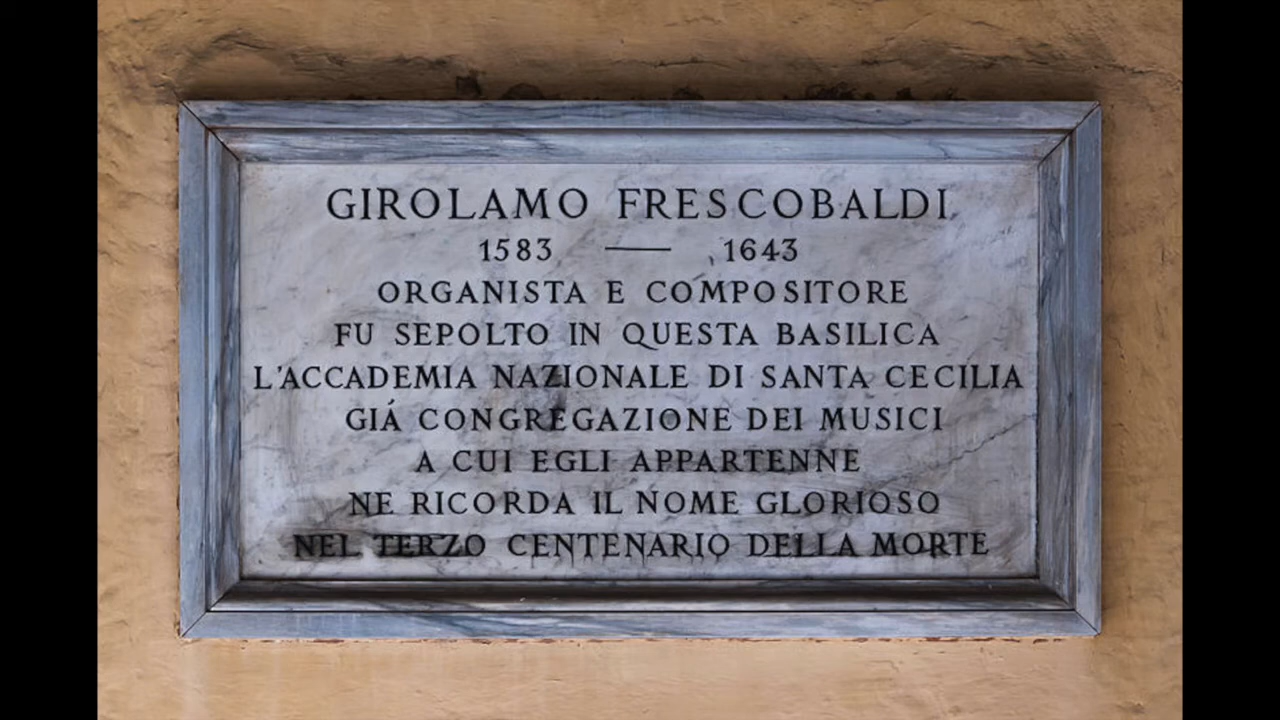 GIROLAMO FRESCOBALDI
1583 — 1643
ORGANISTA E COMPOSITORE
FU SEPOLTO IN QUESTA BASILICA
L'ACCADEMIA NAZIONALE DI SANTA CECILIA
GIÁ CONGREGAZIONE DEI MUSICI
A CUI EGLI APPARTENNE
NE RICORDA IL NOME GLORIOSO
NEL TERZO CENTENARIO DELLA MORTE